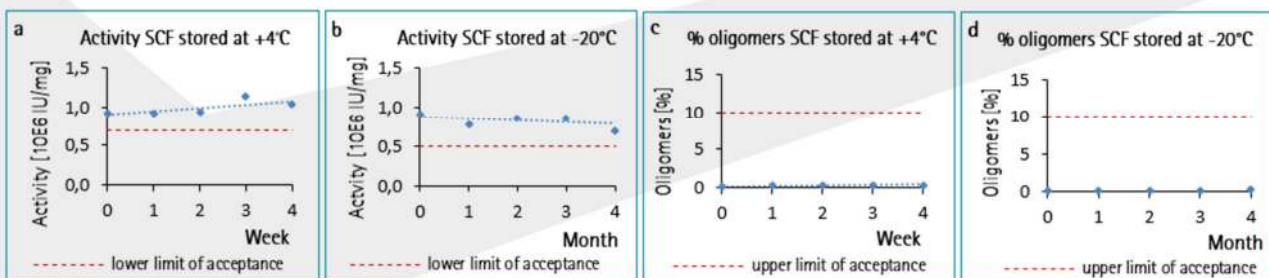 a
Activity SCF stored at +4°C
Activity [10E6 IU/mg]
1,5
1,0
0,5
0,0
0 1 2 3 4
Week
lower limit of acceptance
b
Activity SCF stored at -20°C
Actvity [10E6 IU/mg]
1,5
1,0
0,5
0,0
0 1 2 3 4
Month
lower limit of acceptance
c
% oligomers SCF stored at +4°C
Oligomers [%]
15
10
5
0
0 1 2 3 4
Week
upper limit of acceptance
d
% oligomers SCF stored at -20°C
Oligomers [%]
15
10
5
0
0 1 2 3 4
Month
upper limit of acceptance